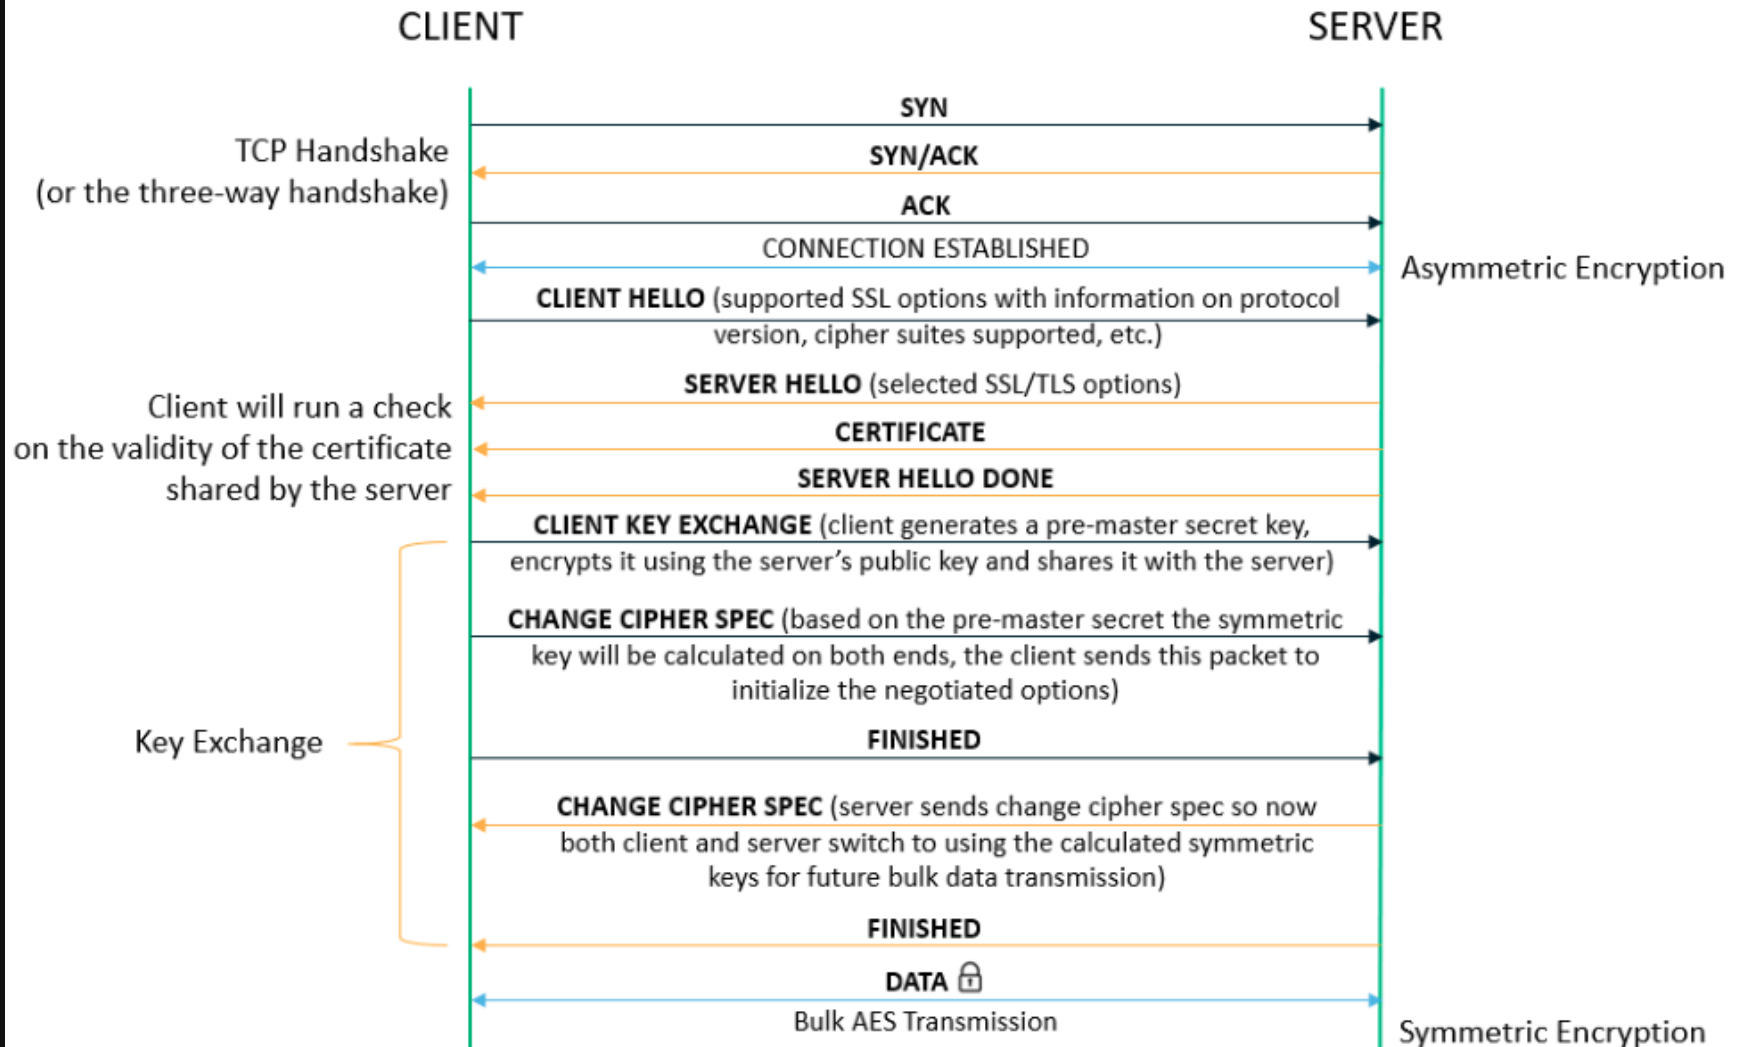 CLIENT
SERVER
SYN
TCP Handshake
(or the three-way handshake)
SYN/ACK
ACK
CONNECTION ESTABLISHED
Asymmetric Encryption
CLIENT HELLO (supported SSL options with information on protocol
version, cipher suites supported, etc.)
SERVER HELLO (selected SSL/TLS options)
Client will run a check
on the validity of the certificate
shared by the server
CERTIFICATE
SERVER HELLO DONE
CLIENT KEY EXCHANGE (client generates a pre-master secret key,
encrypts it using the server’s public key and shares it with the server)
CHANGE CIPHER SPEC (based on the pre-master secret the symmetric
key will be calculated on both ends, the client sends this packet to
initialize the negotiated options)
Key Exchange
FINISHED
CHANGE CIPHER SPEC (server sends change cipher spec so now
both client and server switch to using the calculated symmetric
keys for future bulk data transmission)
FINISHED
DATA
Bulk AES Transmission
Symmetric Encryption